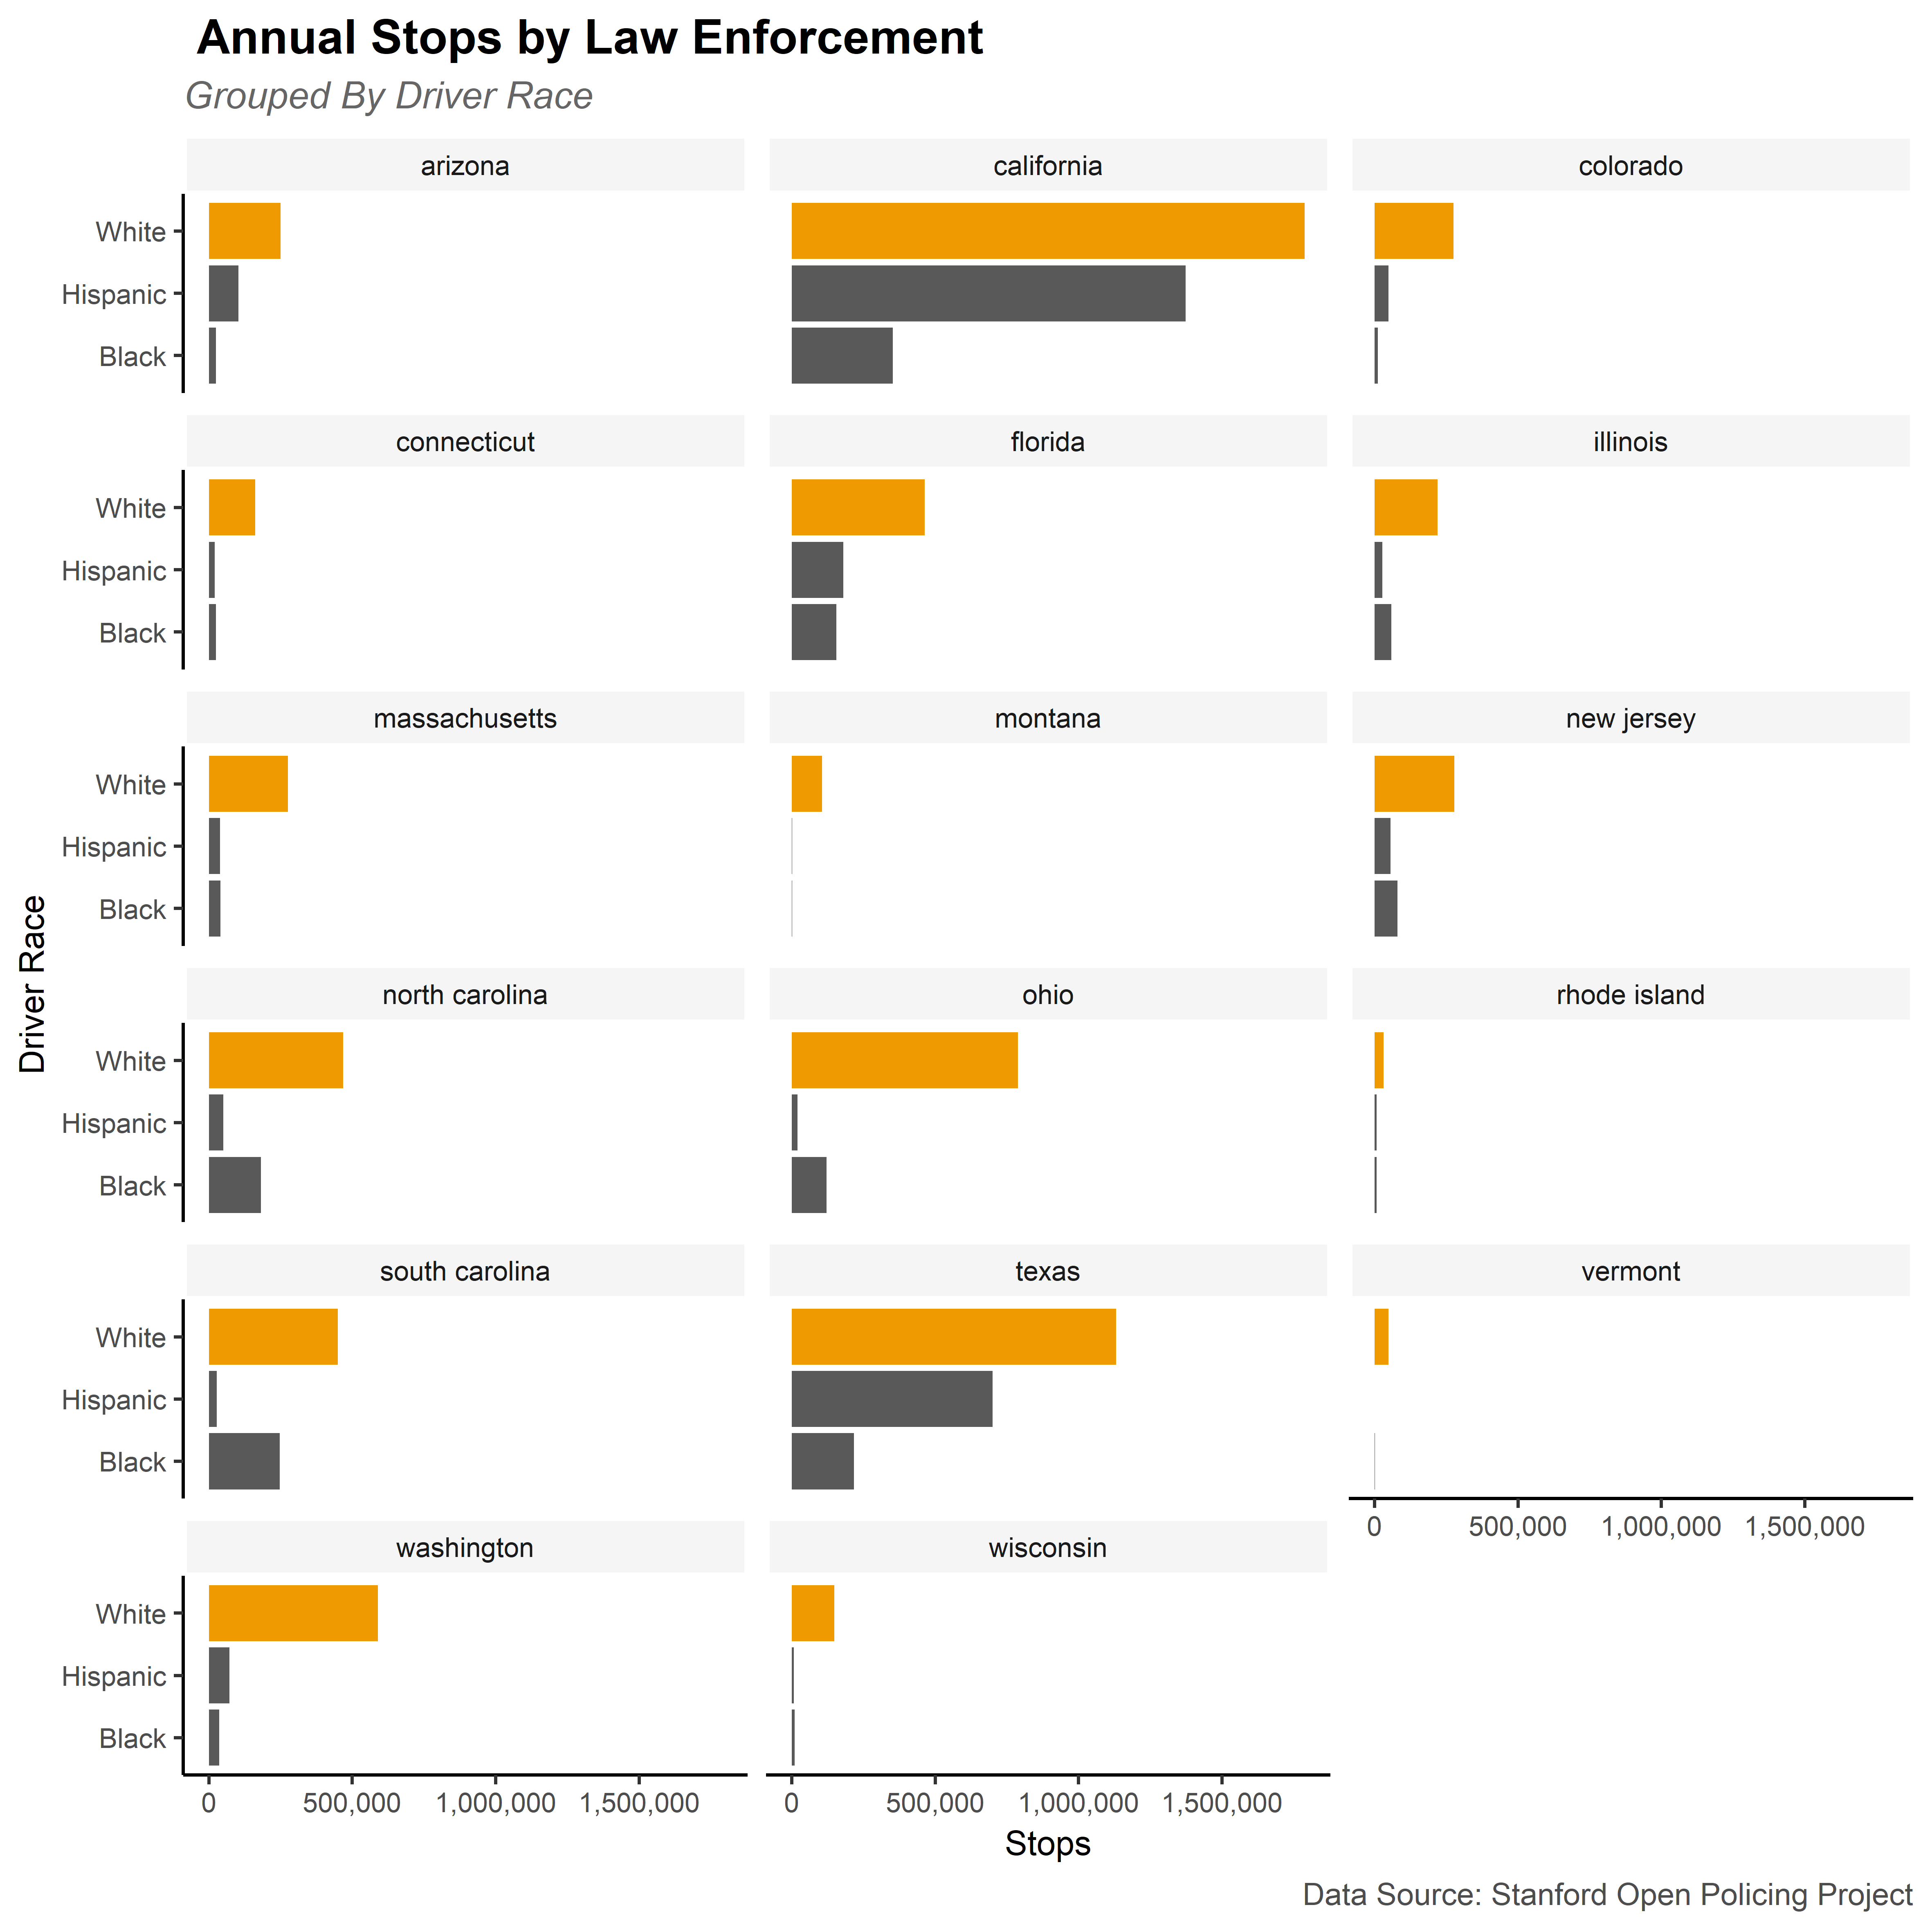 Annual Stops by Law Enforcement
Grouped By Driver Race
arizona
california
colorado
White
Hispanic
Black
connecticut
florida
illinois
White
Hispanic
Black
massachusetts
montana
new jersey
White
Hispanic
Black
north carolina
ohio
rhode island
White
Hispanic
Black
south carolina
texas
vermont
White
Hispanic
Black
0 500,000 1,000,000 1,500,000
washington
wisconsin
White
Hispanic
Black
0 500,000 1,000,000 1,500,000
0 500,000 1,000,000 1,500,000
Driver Race
Stops
Data Source: Stanford Open Policing Project